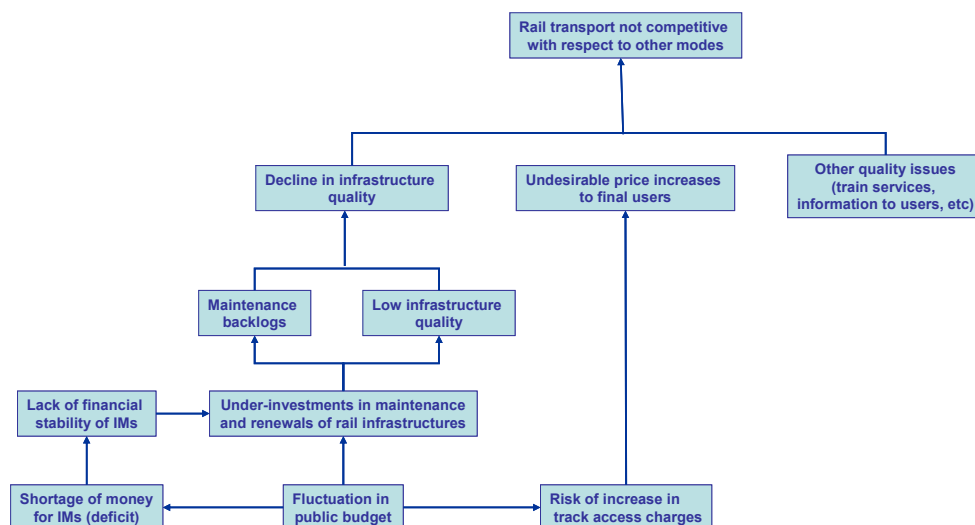 Rail transport not competitive
with respect to other modes
Decline in infrastructure
quality
Undesirable price increases
to final users
Other quality issues
(train services,
information to users, etc)
Maintenance
backlogs
Low infrastructure
quality
Lack of financial
stability of IMs
Under-investments in maintenance
and renewals of rail infrastructures
Shortage of money
for IMs (deficit)
Fluctuation in
public budget
Risk of increase in
track access charges